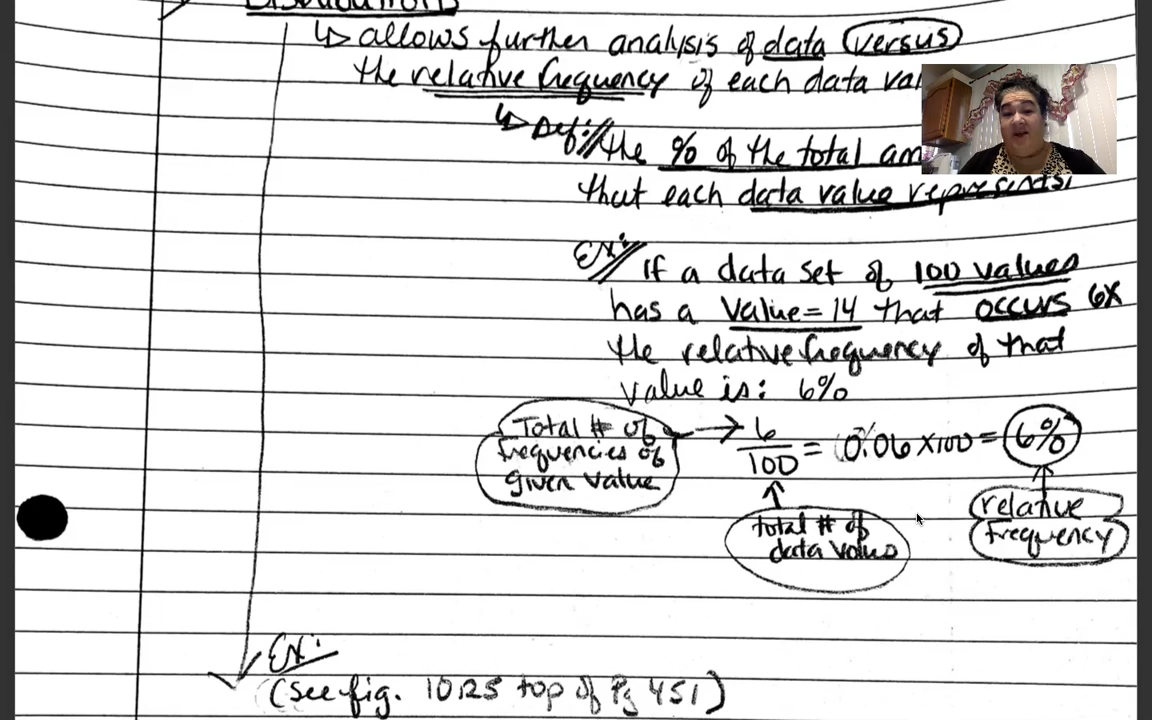 Distributions
↳ allows further analysis of data versus
the relative frequency of each data val
↳ Def: the % of the total am
that each data value represents.
Ex: If a data set of 100 values
has a value = 14 that occurs 6x
the relative frequency of that
value is: 6%
Total # of
frequencies of
given value
→ 6/100 = 0.06 x 100 = 6%
total # of
data value
relative
frequency
Ex:
(see fig. 10.25 top of Pg 451)